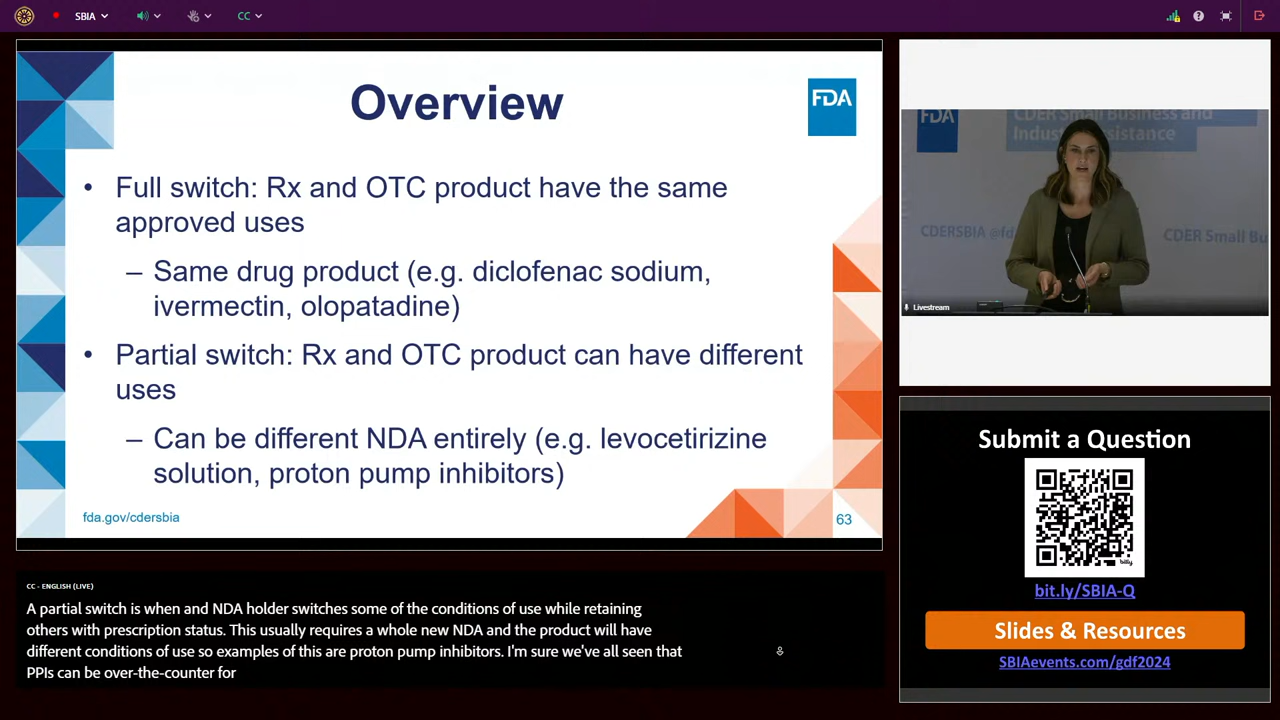 SBIA
CC
Overview
FDA
• Full switch: Rx and OTC product have the same
approved uses
– Same drug product (e.g. diclofenac sodium,
ivermectin, olopatadine)
• Partial switch: Rx and OTC product can have different
uses
– Can be different NDA entirely (e.g. levocetirizine
solution, proton pump inhibitors)
fda.gov/cdersbia
63
FDA
CDER Small Business and
Industry Assistance
CDERSBIA @fd
CDER Small Bu
Livestream
Submit a Question
bitly
bit.ly/SBIA-Q
Slides & Resources
SBIAevents.com/gdf2024
CC - ENGLISH (LIVE)
A partial switch is when and NDA holder switches some of the conditions of use while retaining
others with prescription status. This usually requires a whole new NDA and the product will have
different conditions of use so examples of this are proton pump inhibitors. I'm sure we've all seen that
PPIs can be over-the-counter for